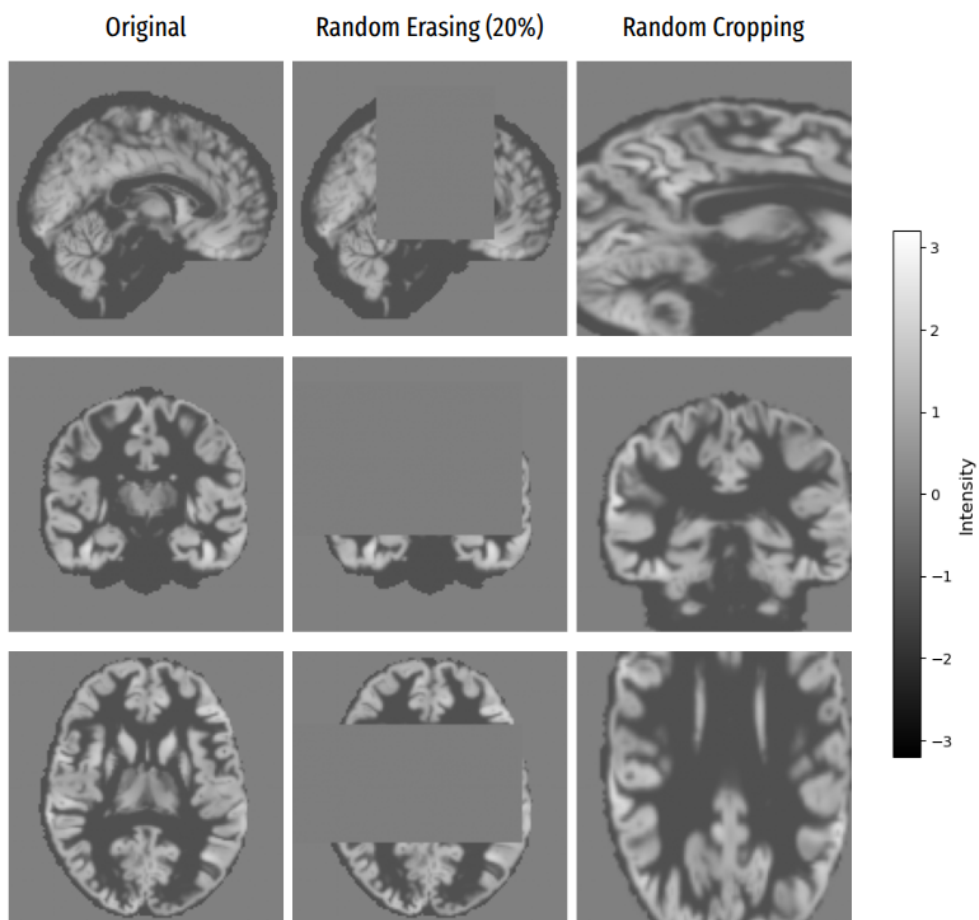 Original
Random Erasing (20%)
Random Cropping
3
2
1
0
−1
−2
−3
Intensity